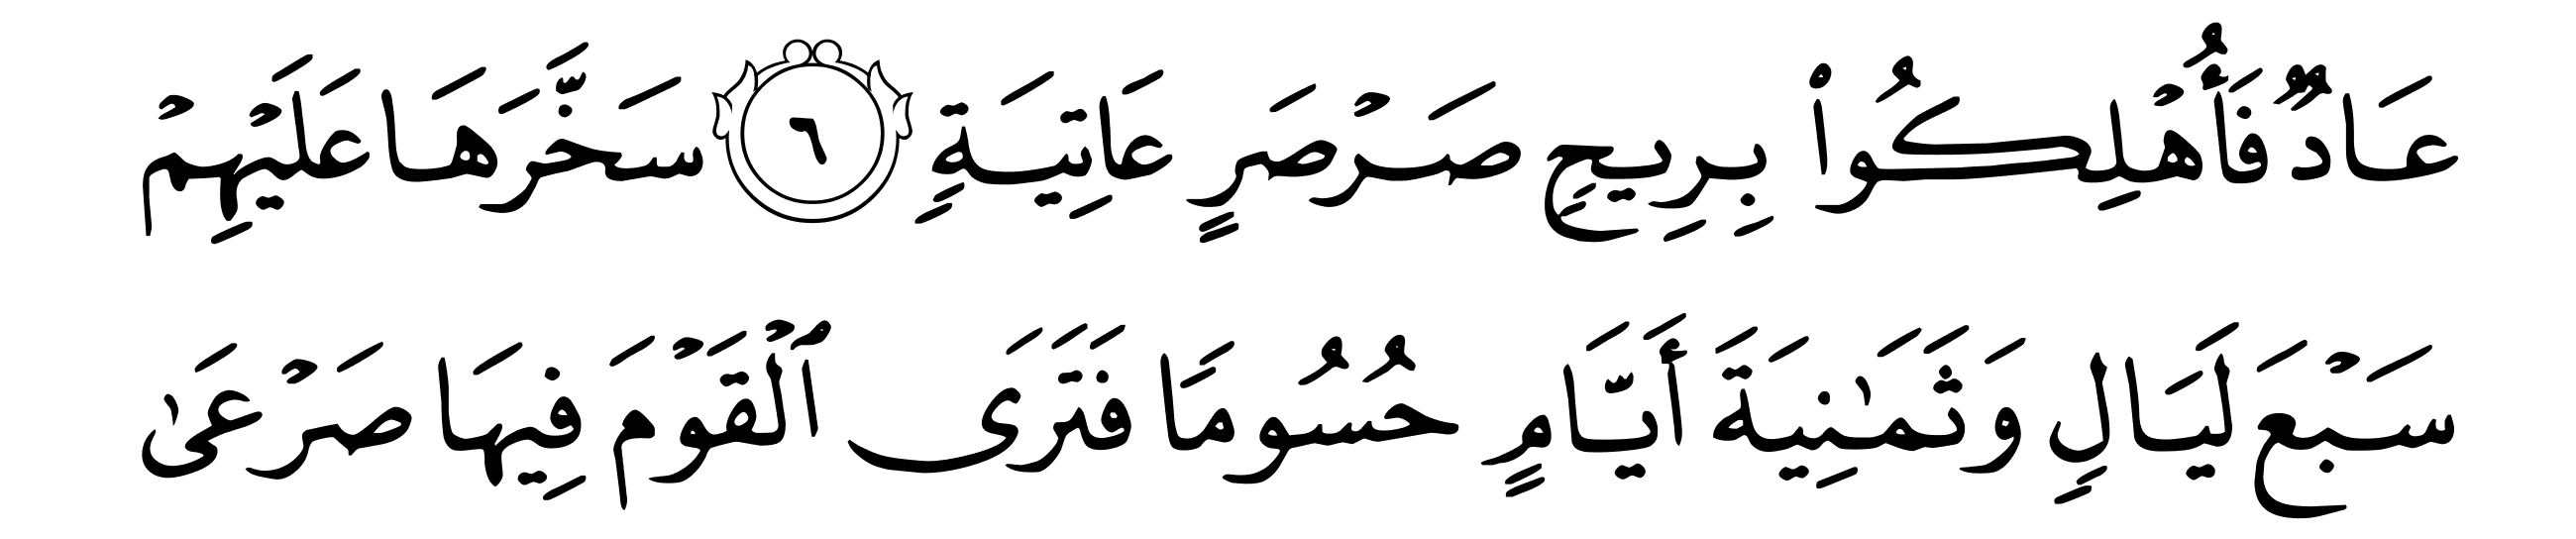 عَادٌ فَأُهْلِكُوا۟ بِرِيحٍ صَرْصَرٍ عَاتِيَةٍ ٦ سَخَّرَهَا عَلَيْهِمْ
سَبْعَ لَيَالٍ وَثَمَـٰنِيَةَ أَيَّامٍ حُسُومًا فَتَرَى ٱلْقَوْمَ فِيهَا صَرْعَىٰ